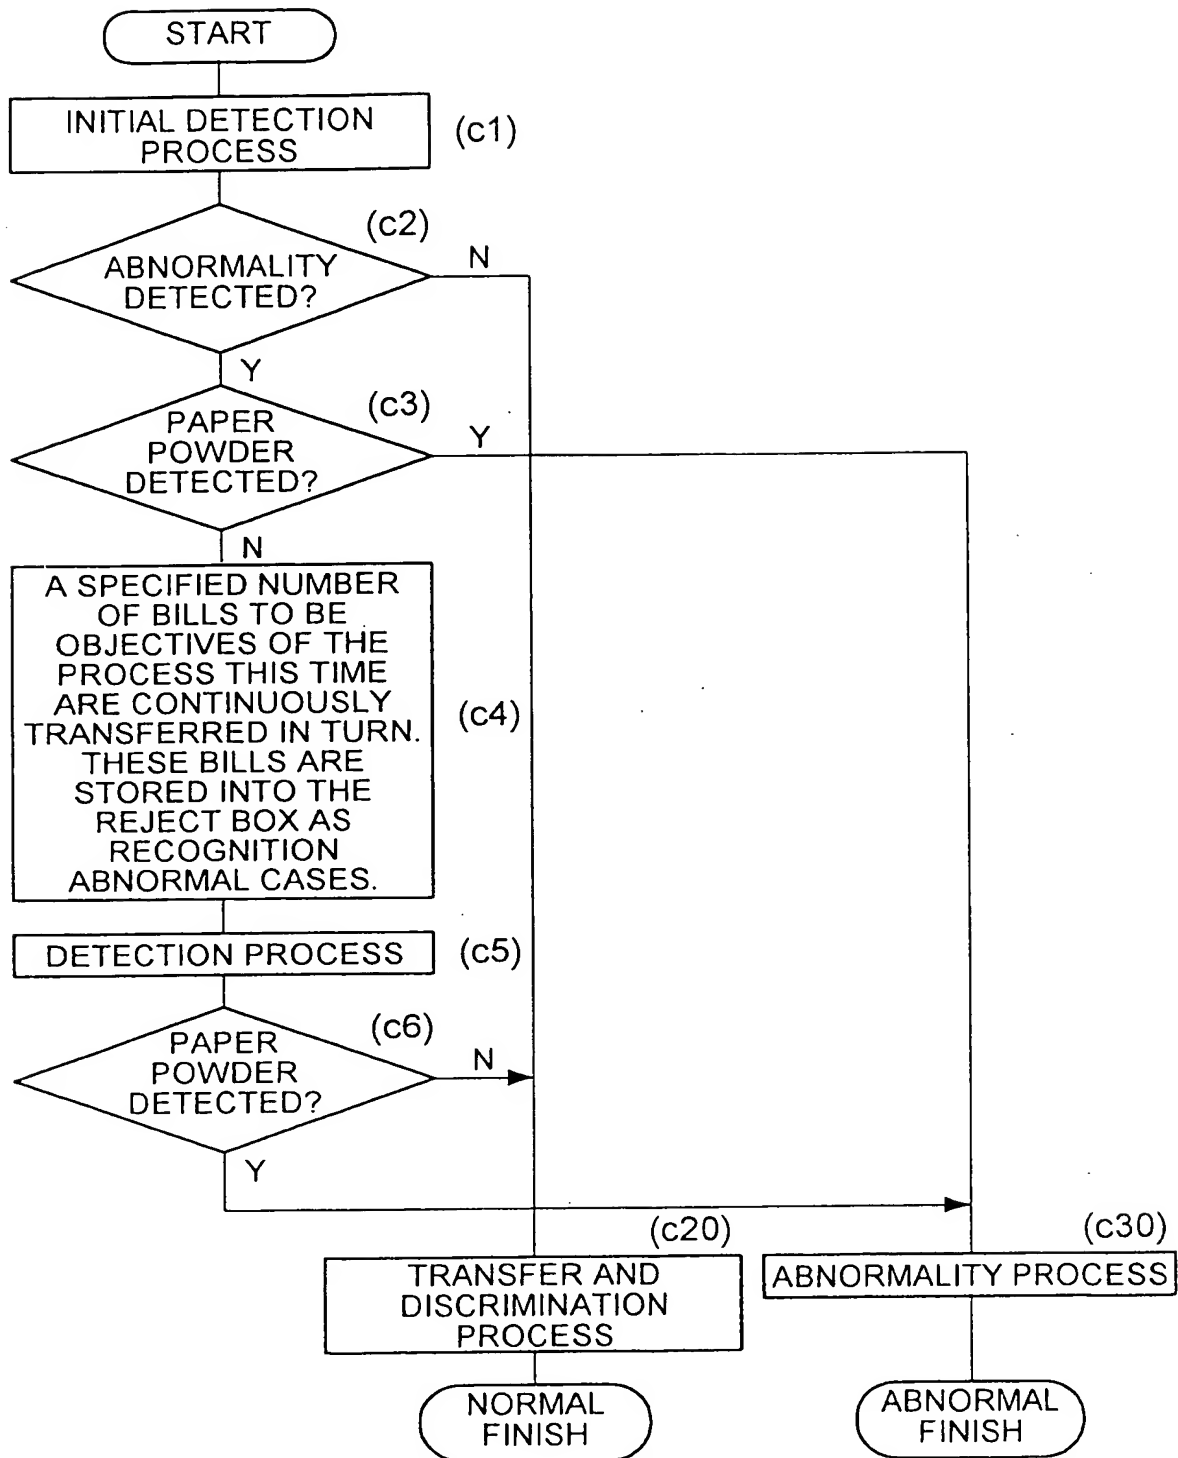 START
INITIAL DETECTION
PROCESS
(c1)
(c2)
ABNORMALITY
DETECTED?
N
Y
(c3)
PAPER
POWDER
DETECTED?
Y
N
A SPECIFIED NUMBER
OF BILLS TO BE
OBJECTIVES OF THE
PROCESS THIS TIME
ARE CONTINUOUSLY
TRANSFERRED IN TURN.
THESE BILLS ARE
STORED INTO THE
REJECT BOX AS
RECOGNITION
ABNORMAL CASES.
(c4)
DETECTION PROCESS
(c5)
(c6)
PAPER
POWDER
DETECTED?
N
Y
(c20)
TRANSFER AND
DISCRIMINATION
PROCESS
(c30)
ABNORMALITY PROCESS
NORMAL
FINISH
ABNORMAL
FINISH